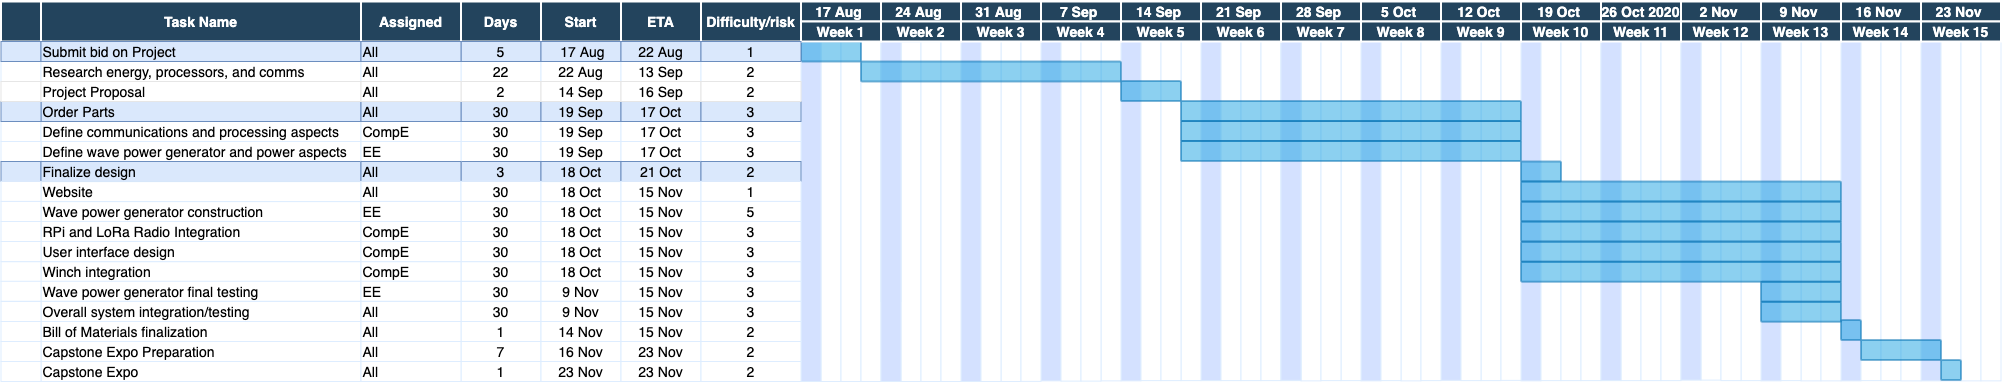 Task Name Assigned Days Start ETA Difficulty/risk 17 Aug 24 Aug 31 Aug 7 Sep 14 Sep 21 Sep 28 Sep 5 Oct 12 Oct 19 Oct 26 Oct 2020 2 Nov 9 Nov 16 Nov 23 Nov
Week 1 Week 2 Week 3 Week 4 Week 5 Week 6 Week 7 Week 8 Week 9 Week 10 Week 11 Week 12 Week 13 Week 14 Week 15
Submit bid on Project All 5 17 Aug 22 Aug 1
Research energy, processors, and comms All 22 22 Aug 13 Sep 2
Project Proposal All 2 14 Sep 16 Sep 2
Order Parts All 30 19 Sep 17 Oct 3
Define communications and processing aspects CompE 30 19 Sep 17 Oct 3
Define wave power generator and power aspects EE 30 19 Sep 17 Oct 3
Finalize design All 3 18 Oct 21 Oct 2
Website All 30 18 Oct 15 Nov 1
Wave power generator construction EE 30 18 Oct 15 Nov 5
RPi and LoRa Radio Integration CompE 30 18 Oct 15 Nov 3
User interface design CompE 30 18 Oct 15 Nov 3
Winch integration CompE 30 18 Oct 15 Nov 3
Wave power generator final testing EE 30 9 Nov 15 Nov 3
Overall system integration/testing All 30 9 Nov 15 Nov 3
Bill of Materials finalization All 1 14 Nov 15 Nov 2
Capstone Expo Preparation All 7 16 Nov 23 Nov 2
Capstone Expo All 1 23 Nov 23 Nov 2